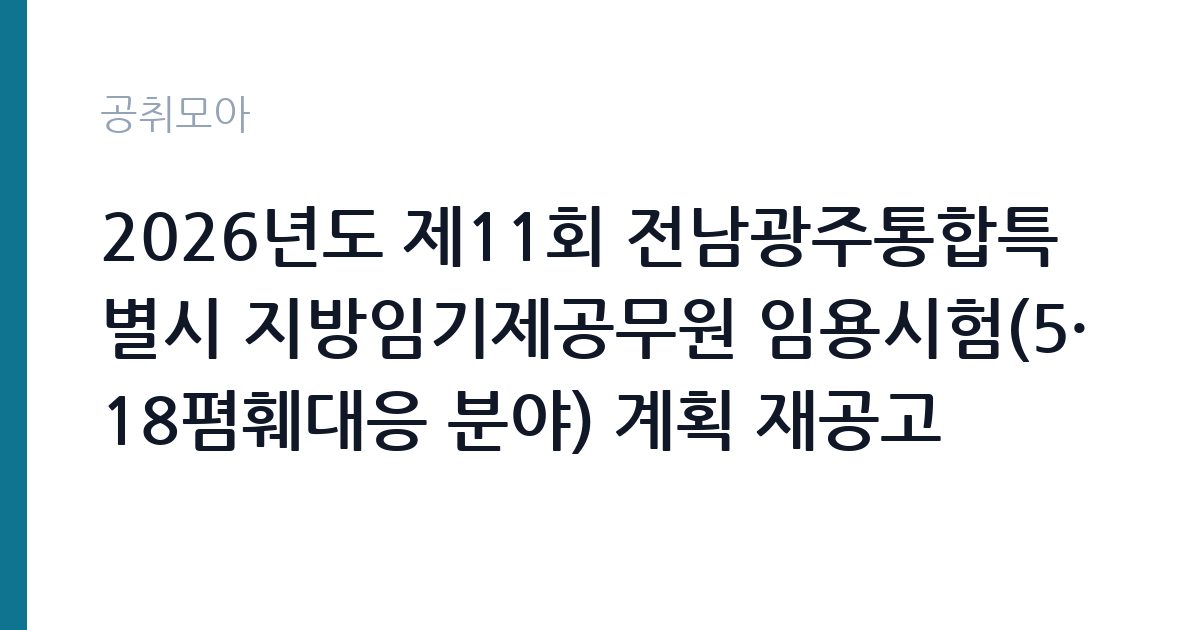 공취모아
2026년도 제11회 전남광주통합특
별시 지방임기제공무원 임용시험(5·
18폄훼대응 분야) 계획 재공고